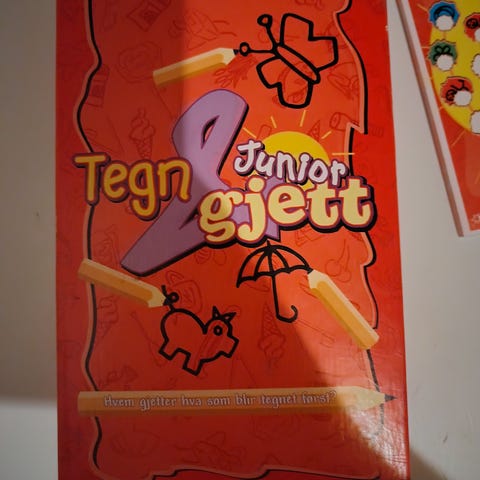 Tegn & Junior
gjett
Hvem gjetter hva som blir tegnet først?